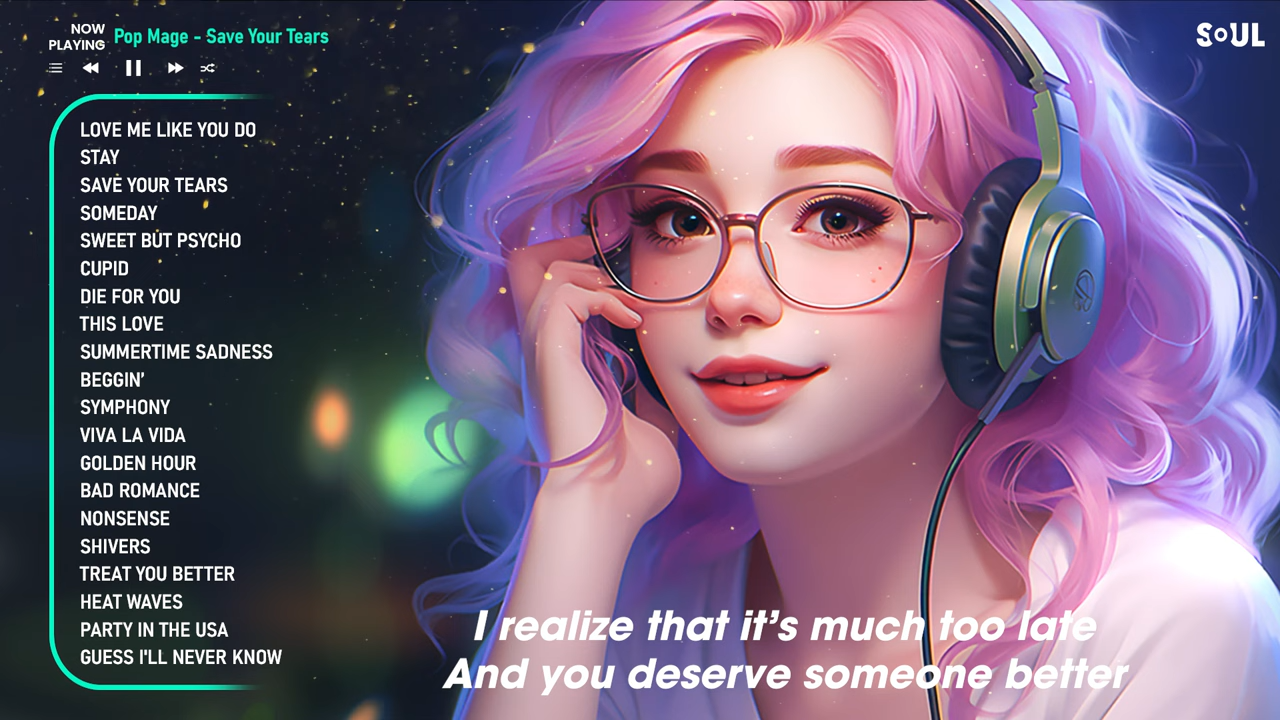 NOW
PLAYING
Pop Mage - Save Your Tears
SOUL
LOVE ME LIKE YOU DO
STAY
SAVE YOUR TEARS
SOMEDAY
SWEET BUT PSYCHO
CUPID
DIE FOR YOU
THIS LOVE
SUMMERTIME SADNESS
BEGGIN'
SYMPHONY
VIVA LA VIDA
GOLDEN HOUR
BAD ROMANCE
NONSENSE
SHIVERS
TREAT YOU BETTER
HEAT WAVES
PARTY IN THE USA
GUESS I'LL NEVER KNOW
I realize that it's much too late
And you deserve someone better